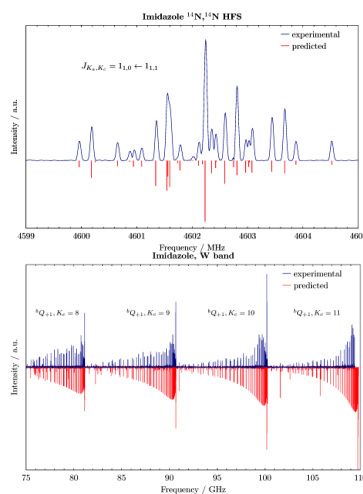 Imidazole ¹⁴N,¹⁴N HFS
experimental
predicted
J_{K_a,K_c} = 1_{1,0} ← 1_{1,1}
Intensity / a.u.
4599 4600 4601 4602 4603 4604 460
Frequency / MHz
Imidazole, W band
experimental
predicted
ᵇQ₊₁, K_c = 8 ᵇQ₊₁, K_c = 9 ᵇQ₊₁, K_c = 10 ᵇQ₊₁, K_c = 11
Intensity / a.u.
75 80 85 90 95 100 105 110
Frequency / GHz